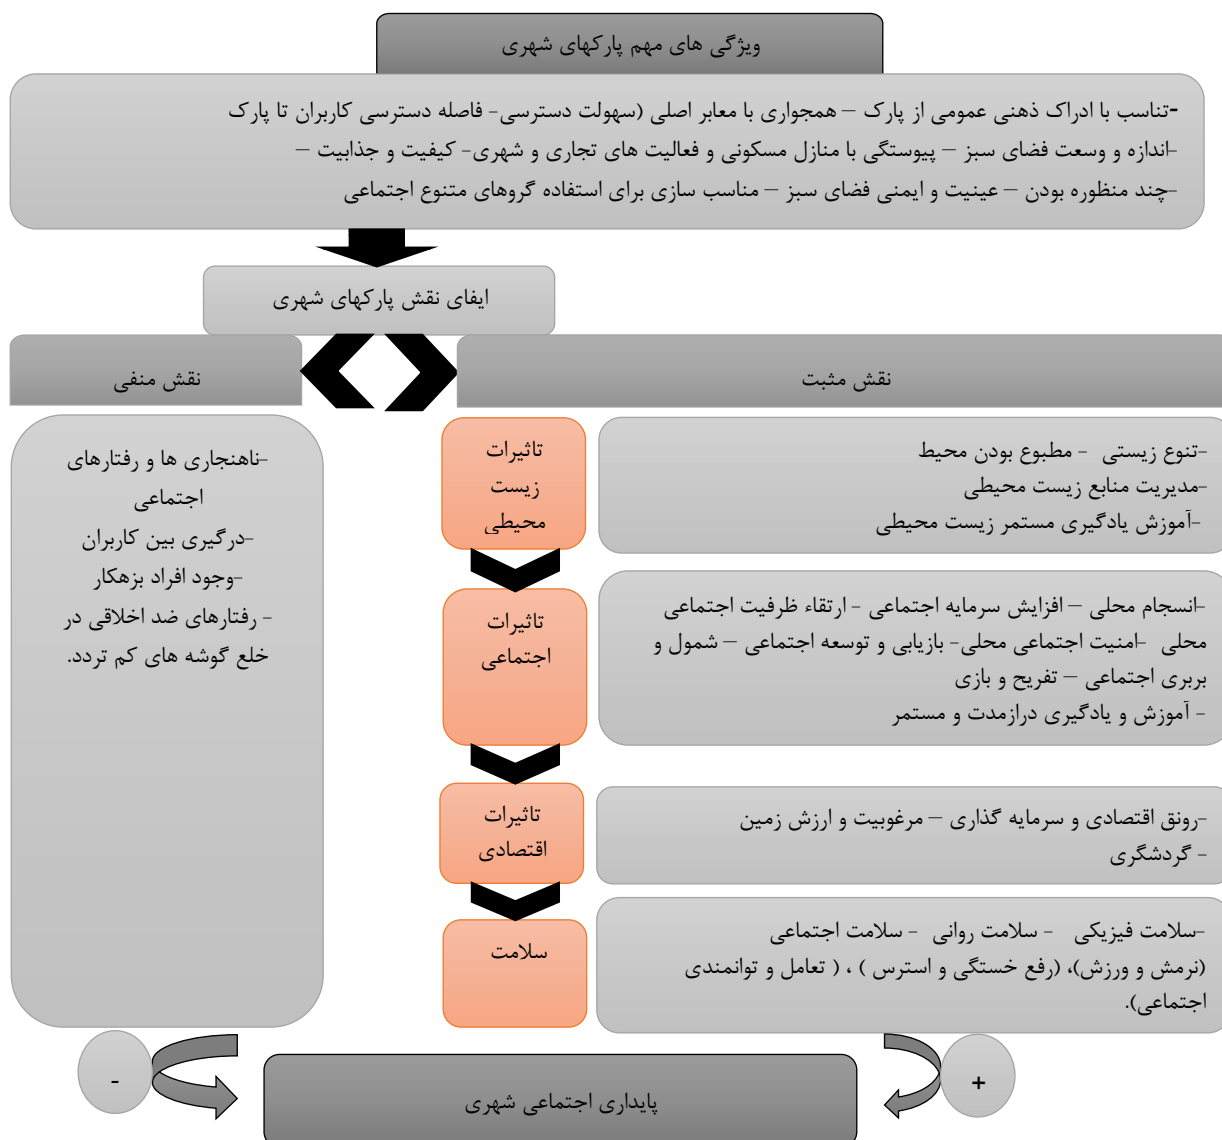 ویژگی های مهم پارکهای شهری
-تناسب با ادراک ذهنی عمومی از پارک – همجواری با معابر اصلی (سهولت دسترسی- فاصله دسترسی کاربران تا پارک
-اندازه و وسعت فضای سبز – پیوستگی با منازل مسکونی و فعالیت های تجاری و شهری- کیفیت و جذابیت –
-چند منظوره بودن – عینیت و ایمنی فضای سبز – مناسب سازی برای استفاده گروهای متنوع اجتماعی
ایفای نقش پارکهای شهری
نقش مثبت
نقش منفی
تاثیرات
زیست
محیطی
-تنوع زیستی - مطبوع بودن محیط
-مدیریت منابع زیست محیطی
-آموزش یادگیری مستمر زیست محیطی
تاثیرات
اجتماعی
-انسجام محلی – افزایش سرمایه اجتماعی - ارتقاء ظرفیت اجتماعی
محلی -امنیت اجتماعی محلی- بازیابی و توسعه اجتماعی – شمول و
بربری اجتماعی – تفریح و بازی
- آموزش و یادگیری درازمدت و مستمر
تاثیرات
اقتصادی
-رونق اقتصادی و سرمایه گذاری – مرغوبیت و ارزش زمین
- گردشگری
سلامت
-سلامت فیزیکی - سلامت روانی - سلامت اجتماعی
(نرمش و ورزش)، (رفع خستگی و استرس ) ، ( تعامل و توانمندی
اجتماعی).
-ناهنجاری ها و رفتارهای
اجتماعی
-درگیری بین کاربران
-وجود افراد بزهکار
- رفتارهای ضد اخلاقی در
خلع گوشه های کم تردد.
+
-
پایداری اجتماعی شهری